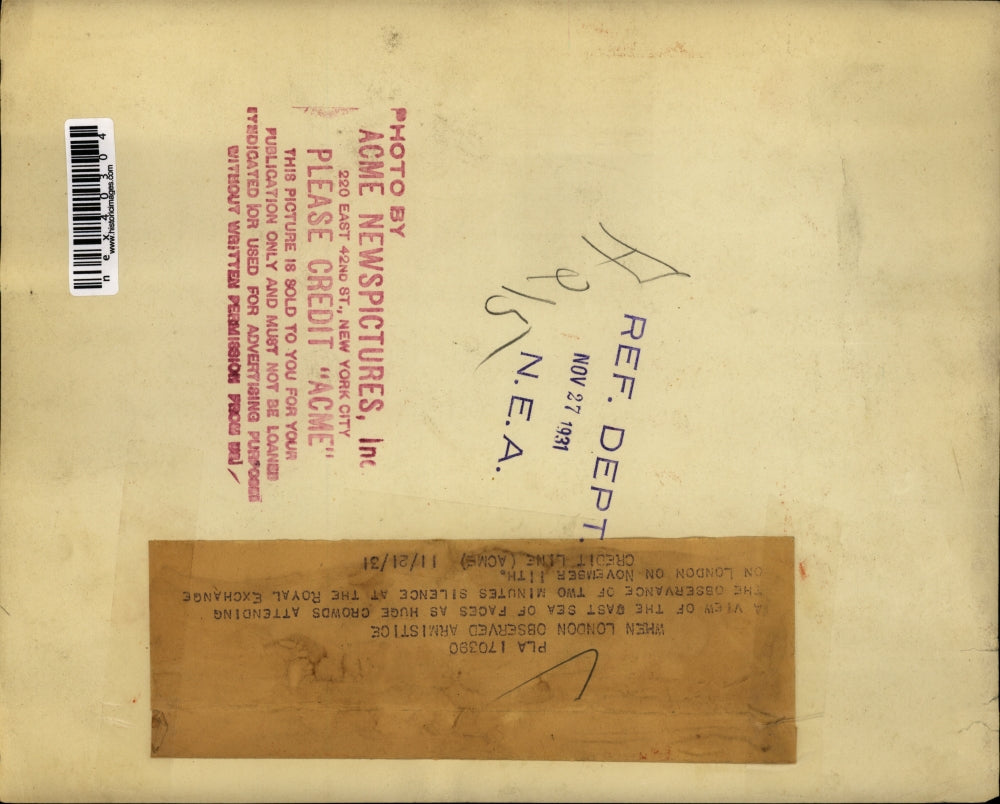 PHOTO BY
ACME NEWSPICTURES, Inc.
220 EAST 42ND ST., NEW YORK CITY
PLEASE CREDIT "ACME"
THIS PICTURE IS SOLD TO YOU FOR YOUR
PUBLICATION ONLY AND MUST NOT BE LOANED
SYNDICATED OR USED FOR ADVERTISING PURPOSES
WITHOUT WRITTEN PERMISSION FROM US
REF. DEPT.
NOV 27 1931
N. E. A.
PLA 170390
WHEN LONDON OBSERVED ARMISTICE
A VIEW OF THE VAST SEA OF FACES AS HUGE CROWDS ATTENDING
THE OBSERVANCE OF TWO MINUTES SILENCE AT THE ROYAL EXCHANGE
ON LONDON ON NOVEMBER 11TH.
CREDIT LINE (ACME) 11/21/31
www.historicimages.com
nex40304